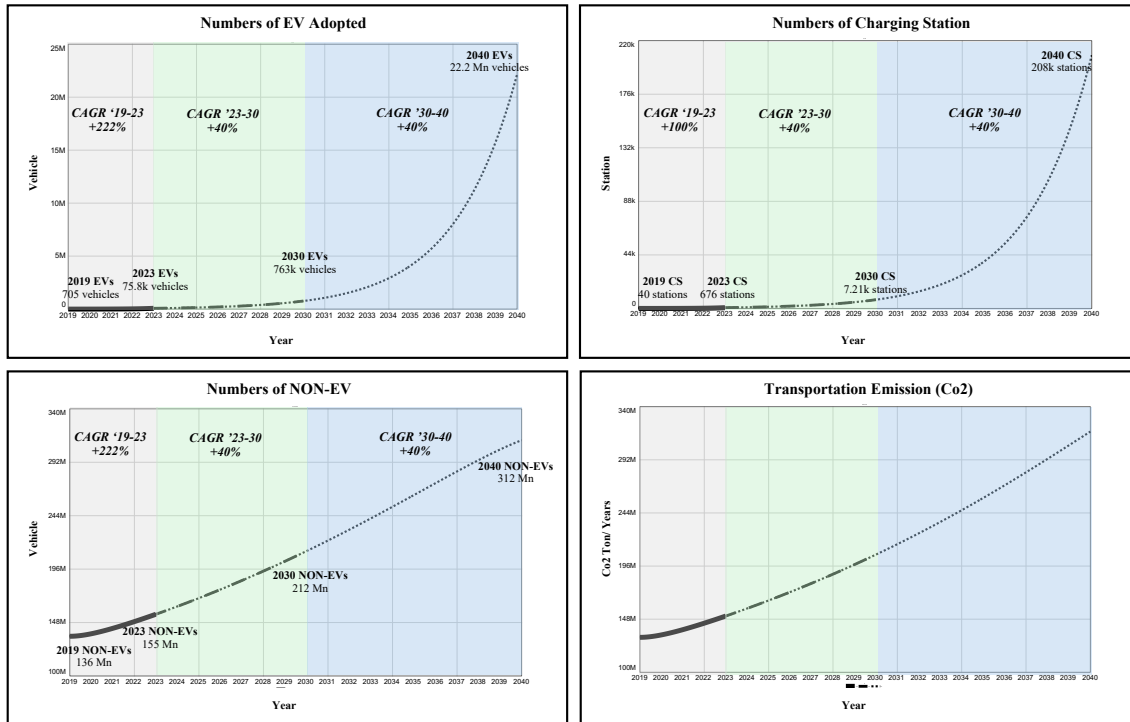 Numbers of EV Adopted
25M
20M
15M
10M
5M
0
Vehicle
CAGR ‘19-23
+222%
CAGR ’23-30
+40%
CAGR ’30-40
+40%
2040 EVs
22.2 Mn vehicles
2030 EVs
763k vehicles
2023 EVs
75.8k vehicles
2019 EVs
705 vehicles
2019 2020 2021 2022 2023 2024 2025 2026 2027 2028 2029 2030 2031 2032 2034 2035 2036 2037 2038 2039 2040
Year
Numbers of Charging Station
220k
176k
132k
88k
44k
0
Station
CAGR ‘19-23
+100%
CAGR ’23-30
+40%
CAGR ’30-40
+40%
2040 CS
208k stations
2030 CS
7.21k stations
2019 CS
40 stations
2023 CS
676 stations
2019 2020 2021 2022 2023 2024 2025 2026 2027 2028 2029 2030 2031 2032 2034 2035 2036 2037 2038 2039 2040
Year
Numbers of NON-EV
340M
292M
244M
196M
148M
100M
Vehicle
CAGR ‘19-23
+222%
CAGR ’23-30
+40%
CAGR ’30-40
+40%
2040 NON-EVs
312 Mn
2030 NON-EVs
212 Mn
2023 NON-EVs
155 Mn
2019 NON-EVs
136 Mn
2019 2020 2021 2022 2023 2024 2025 2026 2027 2028 2029 2030 2031 2032 2034 2035 2036 2037 2038 2039 2040
Year
Transportation Emission (Co2)
340M
292M
244M
196M
148M
100M
Co2 Ton/ Years
2019 2020 2021 2022 2023 2024 2025 2026 2027 2028 2029 2030 2031 2032 2034 2035 2036 2037 2038 2039 2040
Year